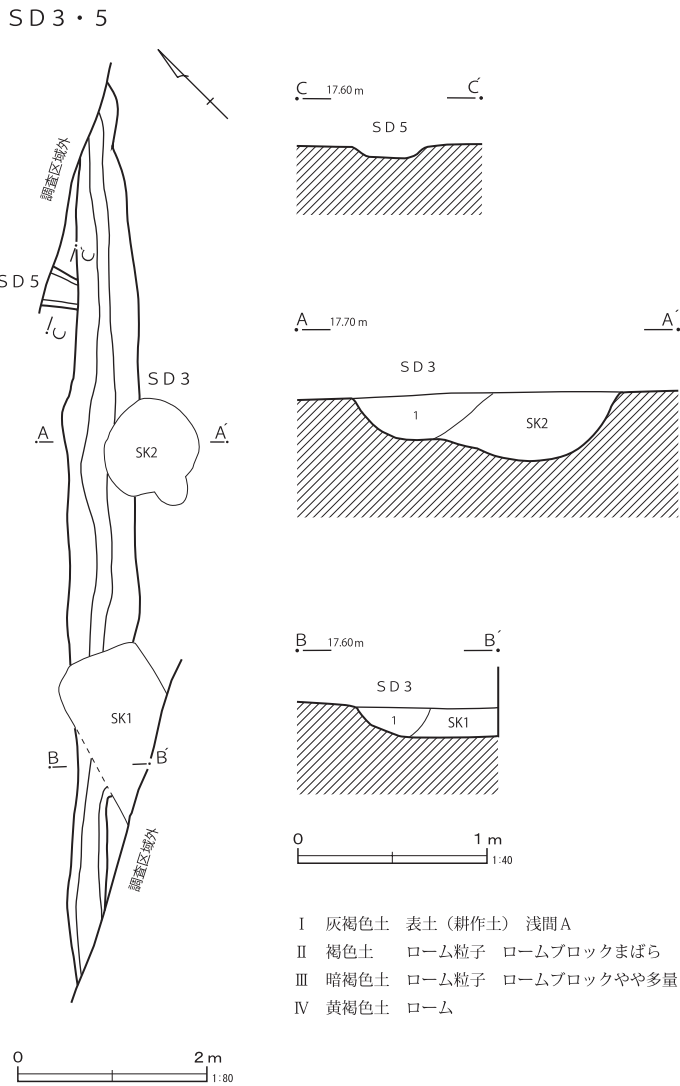 SD3・5
調査区域外
C´
SD5
C
SD3
A
A´
SK2
SK1
B
B´
調査区域外
0 2m
1:80
C 17.60m C´
SD5
A 17.70m A´
SD3
1
SK2
B 17.60m B´
SD3
1
SK1
0 1m
1:40
Ⅰ 灰褐色土 表土（耕作土） 浅間A
Ⅱ 褐色土 ローム粒子 ロームブロックまばら
Ⅲ 暗褐色土 ローム粒子 ロームブロックやや多量
Ⅳ 黄褐色土 ローム